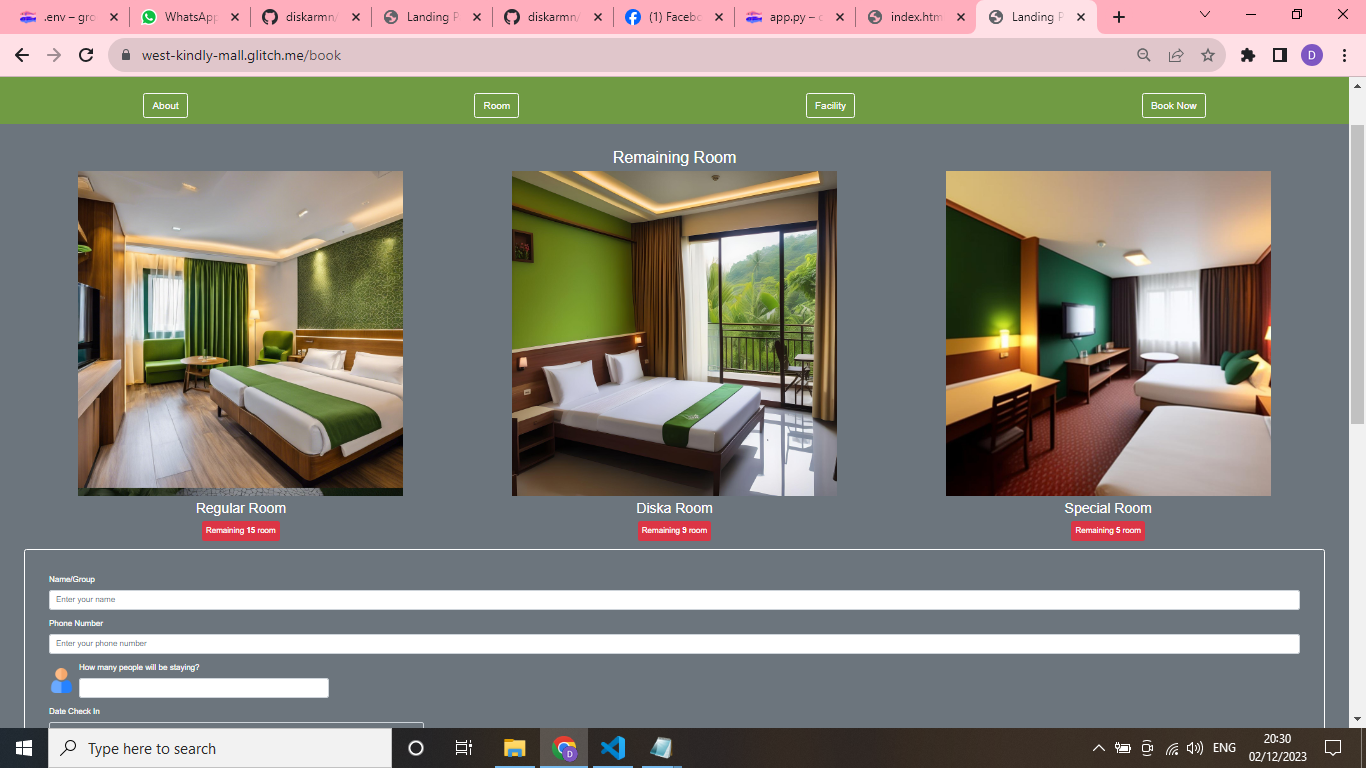 .env – gro
WhatsApp
diskarmn/
Landing P
diskarmn/
(1) Facebo
app.py – c
index.htm
Landing P
west-kindly-mall.glitch.me/book
D
About
Room
Facility
Book Now
Remaining Room
Regular Room
Diska Room
Special Room
Remaining 15 room
Remaining 9 room
Remaining 5 room
Name/Group
Enter your name
Phone Number
Enter your phone number
How many people will be staying?
Date Check In
Type here to search
D
ENG
20:30
02/12/2023